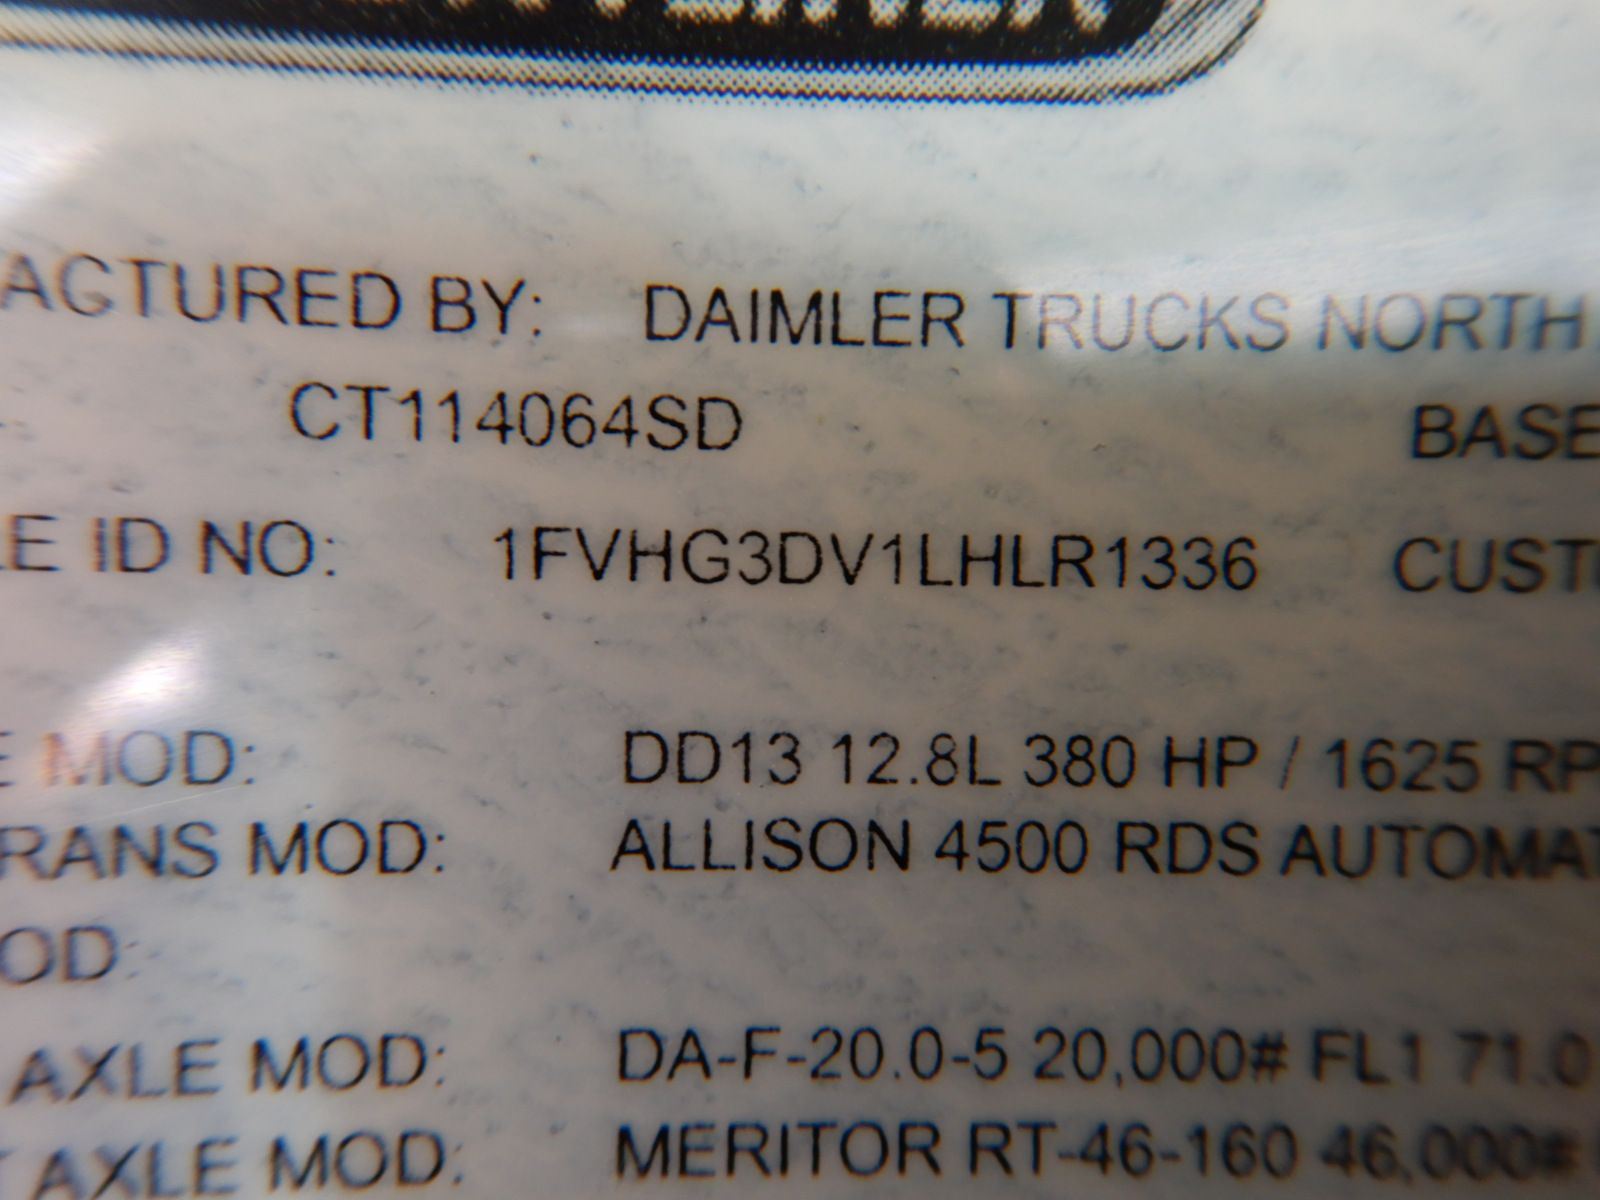 ACTURED BY: DAIMLER TRUCKS NORTH
CT114064SD BASE
LE ID NO: 1FVHG3DV1LHLR1336 CUST
E MOD: DD13 12.8L 380 HP / 1625 RP
RANS MOD: ALLISON 4500 RDS AUTOMAT
OD:
AXLE MOD: DA-F-20.0-5 20,000# FL1 71.0
T AXLE MOD: MERITOR RT-46-160 46,000#